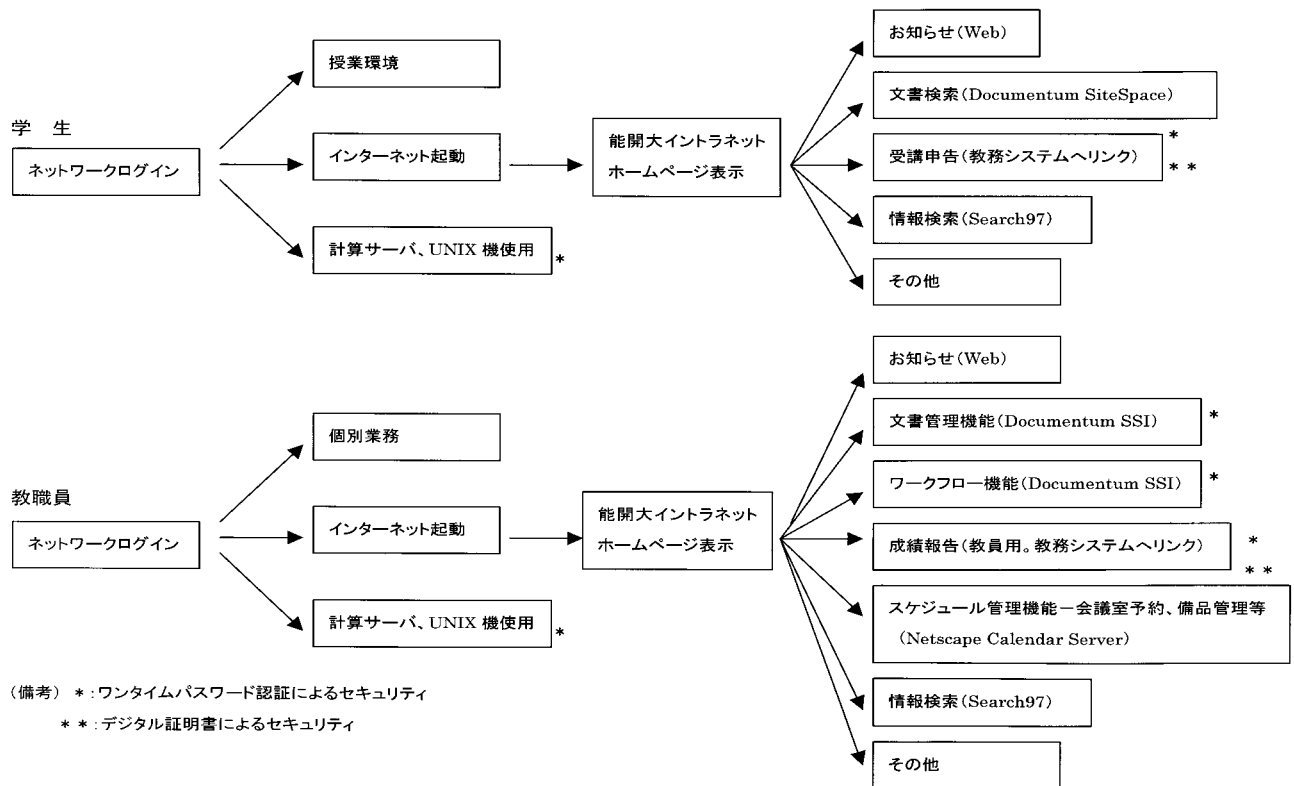 学 生
ネットワークログイン
授業環境
インターネット起動
計算サーバ、UNIX 機使用 *
能開大イントラネット
ホームページ表示
お知らせ(Web)
文書検索(Documentum SiteSpace)
受講申告(教務システムへリンク) *
* *
情報検索(Search97)
その他
教職員
ネットワークログイン
個別業務
インターネット起動
計算サーバ、UNIX 機使用 *
能開大イントラネット
ホームページ表示
お知らせ(Web)
文書管理機能(Documentum SSI) *
ワークフロー機能(Documentum SSI) *
成績報告(教員用。教務システムへリンク) *
* *
スケジュール管理機能-会議室予約、備品管理等
(Netscape Calendar Server)
情報検索(Search97)
その他
(備考) *:ワンタイムパスワード認証によるセキュリティ
* *:デジタル証明書によるセキュリティ